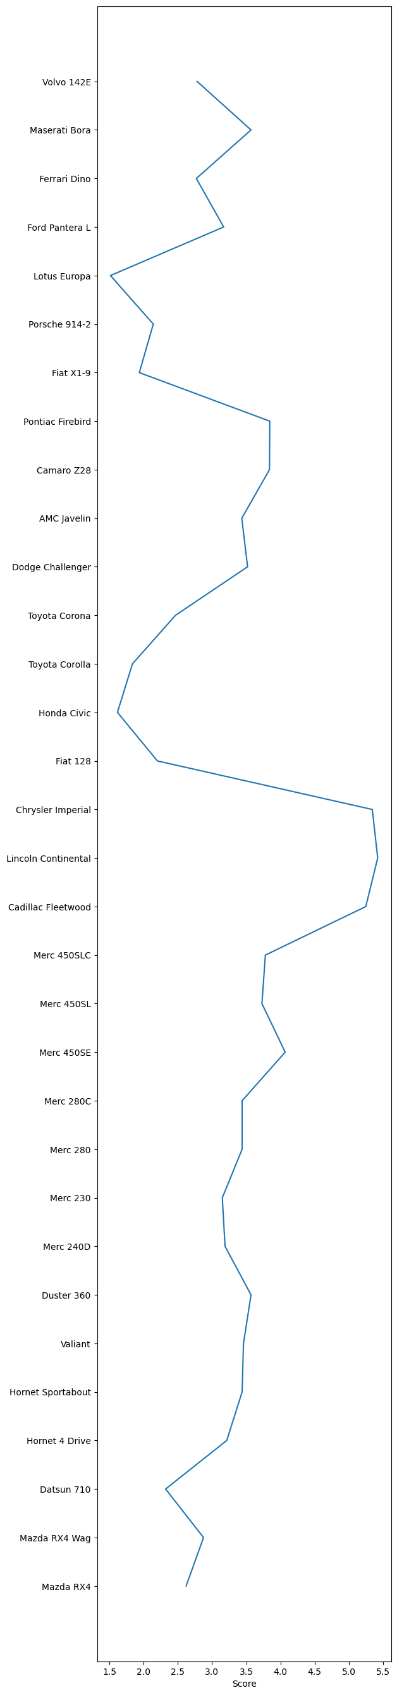 Volvo 142E
Maserati Bora
Ferrari Dino
Ford Pantera L
Lotus Europa
Porsche 914-2
Fiat X1-9
Pontiac Firebird
Camaro Z28
AMC Javelin
Dodge Challenger
Toyota Corona
Toyota Corolla
Honda Civic
Fiat 128
Chrysler Imperial
Lincoln Continental
Cadillac Fleetwood
Merc 450SLC
Merc 450SL
Merc 450SE
Merc 280C
Merc 280
Merc 230
Merc 240D
Duster 360
Valiant
Hornet Sportabout
Hornet 4 Drive
Datsun 710
Mazda RX4 Wag
Mazda RX4
1.5 2.0 2.5 3.0 3.5 4.0 4.5 5.0 5.5
Score